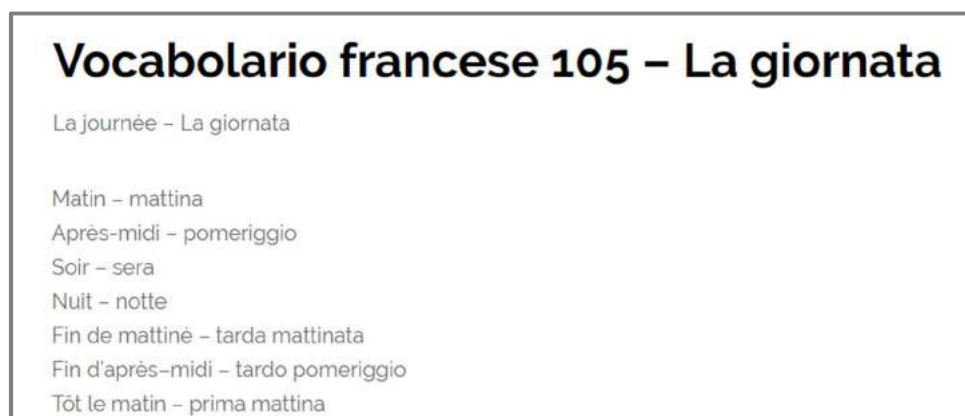 Vocabolario francese 105 – La giornata
La journée – La giornata
Matin – mattina
Après-midi – pomeriggio
Soir – sera
Nuit – notte
Fin de mattiné – tarda mattinata
Fin d'après–midi – tardo pomeriggio
Tôt le matin – prima mattina